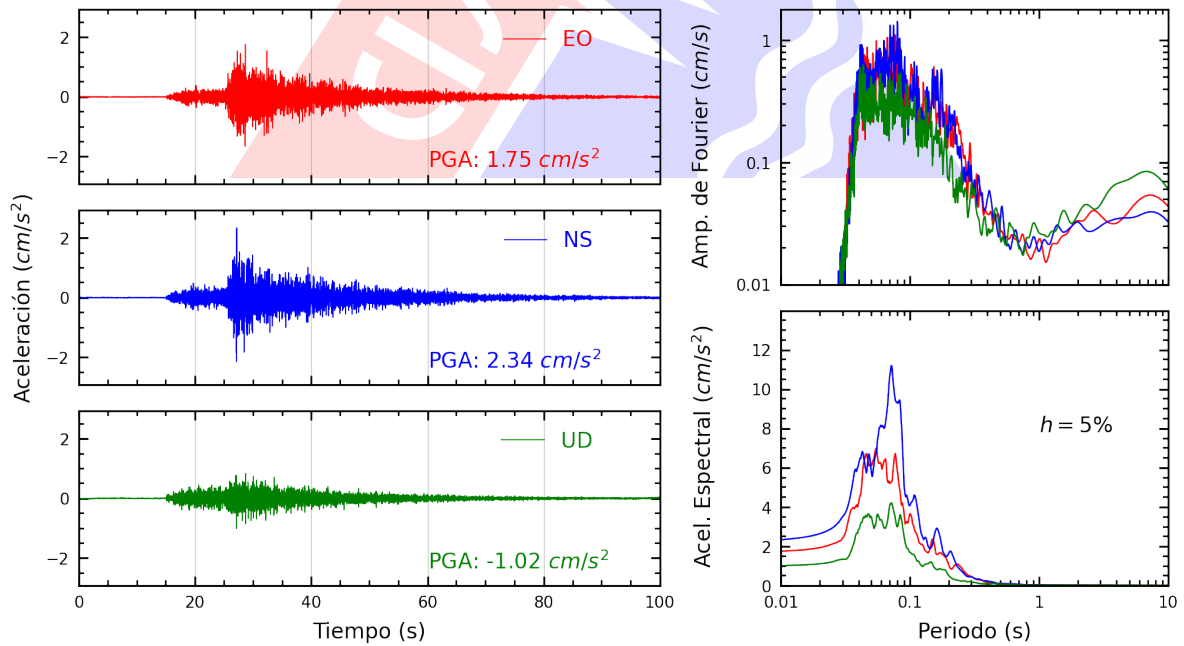 Aceleración (cm/s²)
2
0
−2
EO
PGA: 1.75 cm/s²
2
0
−2
NS
PGA: 2.34 cm/s²
2
0
−2
UD
PGA: -1.02 cm/s²
0 20 40 60 80 100
Tiempo (s)
Amp. de Fourier (cm/s)
1
0.1
0.01
Acel. Espectral (cm/s²)
12
10
8
6
4
2
0
h = 5%
0.01 0.1 1 10
Periodo (s)